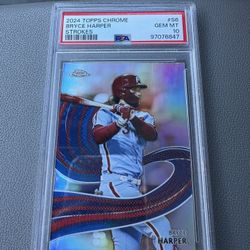 2024 TOPPS CHROME #S6
BRYCE HARPER GEM MT
STROKES 10
PSA 97076847
BRYCE
HARPER